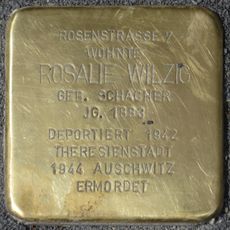 ROSENSTRASSE 7
WOHNTE
ROSALIE WILZIG
GEB. SCHACHER
JG. 1883
DEPORTIERT 1942
THERESIENSTADT
1944 AUSCHWITZ
ERMORDET